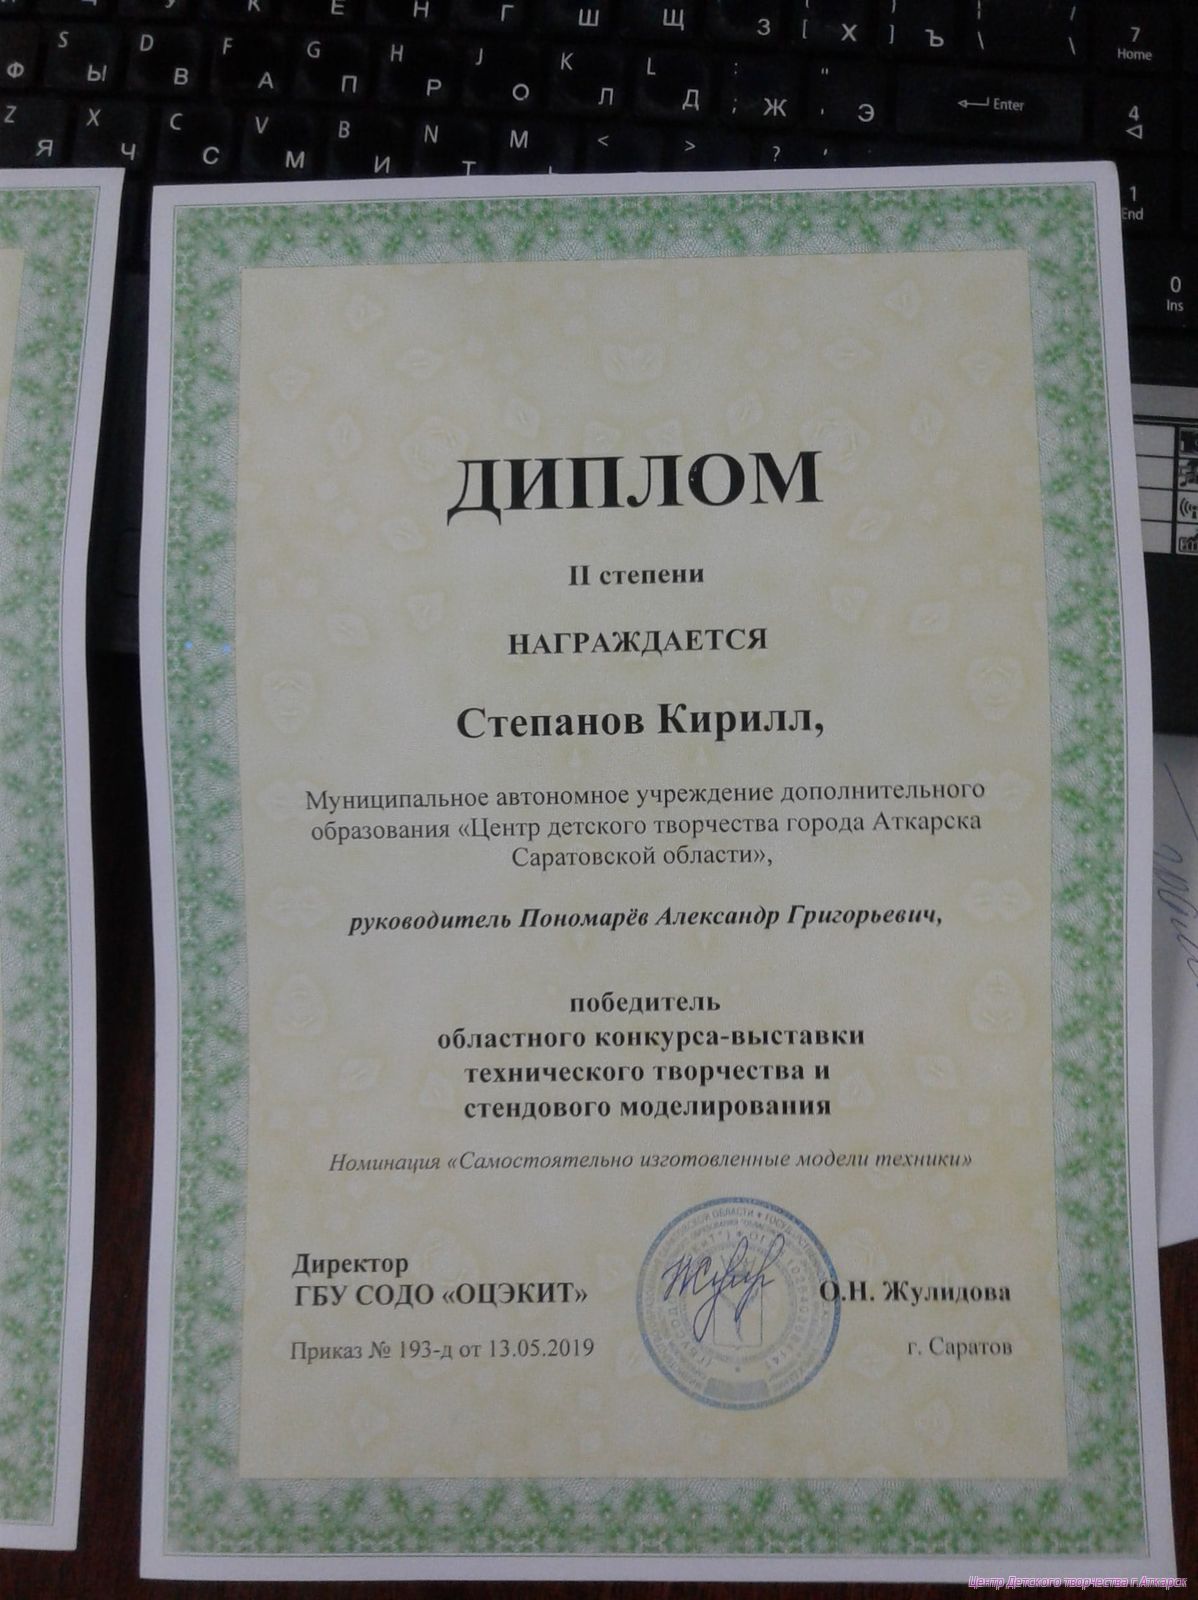 ДИПЛОМ
II степени
НАГРАЖДАЕТСЯ
Степанов Кирилл,
Муниципальное автономное учреждение дополнительного
образования «Центр детского творчества города Аткарска
Саратовской области»,
руководитель Пономарёв Александр Григорьевич,
победитель
областного конкурса-выставки
технического творчества и
стендового моделирования
Номинация «Самостоятельно изготовленные модели техники»
Директор
ГБУ СОДО «ОЦЭКИТ»
О.Н. Жулидова
Приказ № 193-д от 13.05.2019
г. Саратов
Центр Детского творчества г.Аткарск